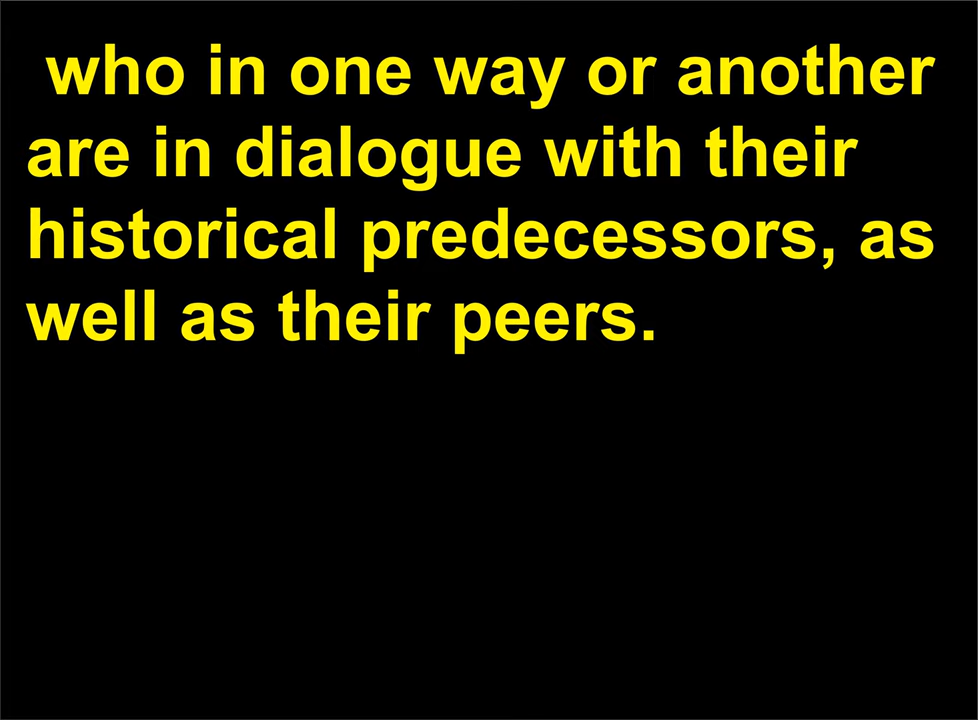 who in one way or another
are in dialogue with their
historical predecessors, as
well as their peers.